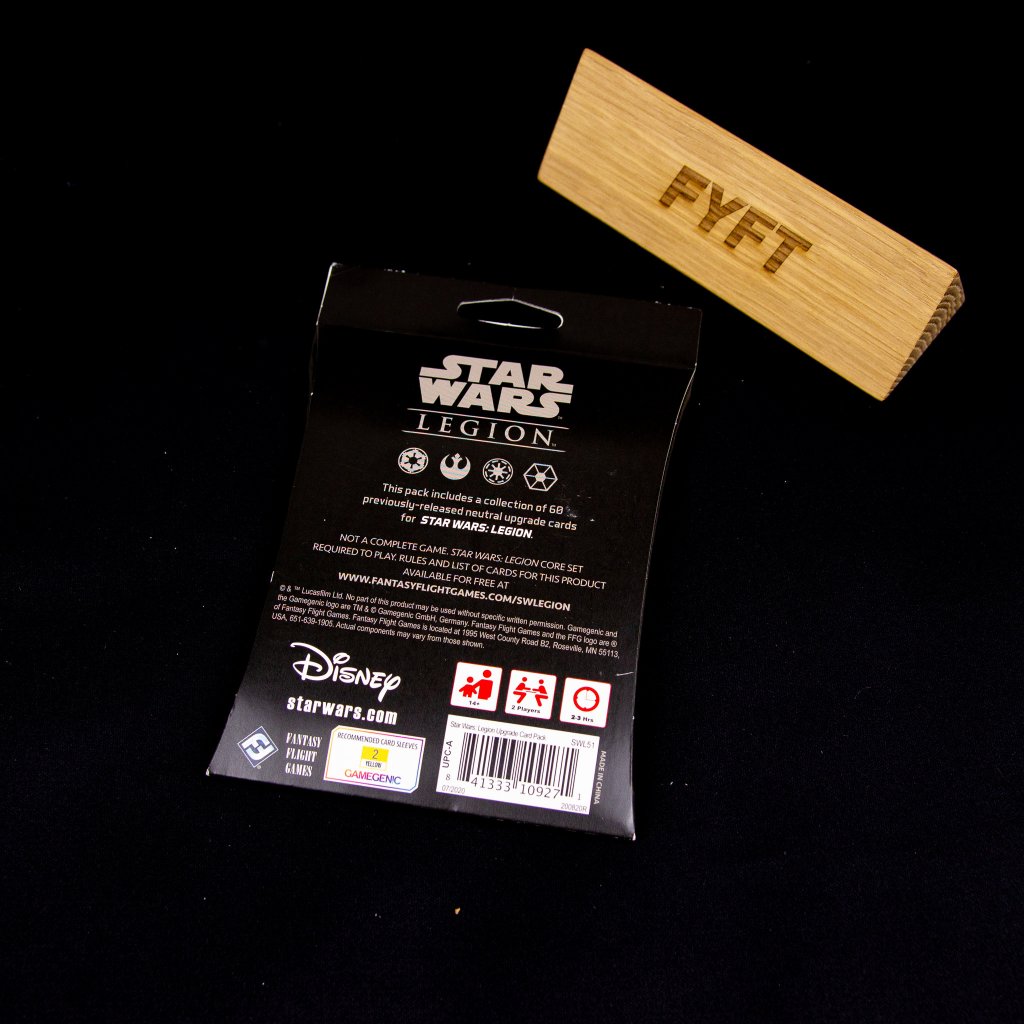 FYFT
STAR
WARS™
LEGION™
This pack includes a collection of 60
previously-released neutral upgrade cards
for STAR WARS: LEGION.
NOT A COMPLETE GAME. STAR WARS: LEGION CORE SET
REQUIRED TO PLAY. RULES AND LIST OF CARDS FOR THIS PRODUCT
AVAILABLE FOR FREE AT
WWW.FANTASYFLIGHTGAMES.COM/SWLEGION
© & ™ Lucasfilm Ltd. No part of this product may be used without specific written permission. Gamegenic and
the Gamegenic logo are TM & © Gamegenic GmbH, Germany. Fantasy Flight Games and the FFG logo are ®
of Fantasy Flight Games. Fantasy Flight Games is located at 1995 West County Road B2, Roseville, MN 55113,
USA, 651-639-1905. Actual components may vary from those shown.
Disney
starwars.com
14+
2 Players
2-3 Hrs
FANTASY
FLIGHT
GAMES
RECOMMENDED CARD SLEEVES
2
YELLOW
GAMEGENIC
Star Wars: Legion Upgrade Card Pack
SWL51
UPC-A
8 41333 10927 1
07/2020
200820R
MADE IN CHINA